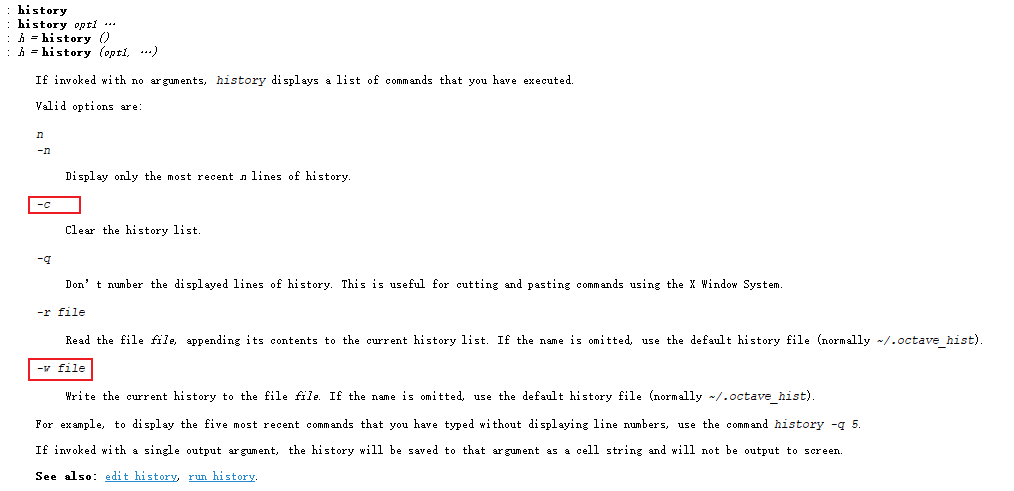 : history
: history opt1 …
: h = history ()
: h = history (opt1, …)
If invoked with no arguments, history displays a list of commands that you have executed.
Valid options are:
n
-n
Display only the most recent n lines of history.
-c
Clear the history list.
-q
Don't number the displayed lines of history. This is useful for cutting and pasting commands using the X Window System.
-r file
Read the file file, appending its contents to the current history list. If the name is omitted, use the default history file (normally ~/.octave_hist).
-w file
Write the current history to the file file. If the name is omitted, use the default history file (normally ~/.octave_hist).
For example, to display the five most recent commands that you have typed without displaying line numbers, use the command history -q 5.
If invoked with a single output argument, the history will be saved to that argument as a cell string and will not be output to screen.
See also: edit_history, run_history.